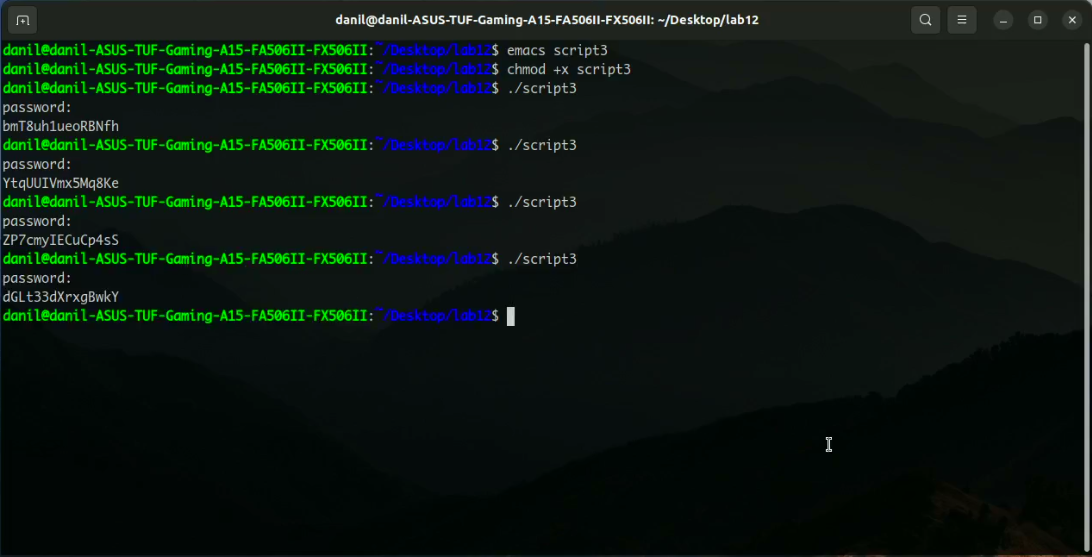 danil@danil-ASUS-TUF-Gaming-A15-FA506II-FX506II: ~/Desktop/lab12
danil@danil-ASUS-TUF-Gaming-A15-FA506II-FX506II:~/Desktop/lab12$ emacs script3
danil@danil-ASUS-TUF-Gaming-A15-FA506II-FX506II:~/Desktop/lab12$ chmod +x script3
danil@danil-ASUS-TUF-Gaming-A15-FA506II-FX506II:~/Desktop/lab12$ ./script3
password:
bmT8uh1ueoRBNfh
danil@danil-ASUS-TUF-Gaming-A15-FA506II-FX506II:~/Desktop/lab12$ ./script3
password:
YtqUUIVmx5Mq8Ke
danil@danil-ASUS-TUF-Gaming-A15-FA506II-FX506II:~/Desktop/lab12$ ./script3
password:
ZP7cmyIECuCp4sS
danil@danil-ASUS-TUF-Gaming-A15-FA506II-FX506II:~/Desktop/lab12$ ./script3
password:
dGLt33dXrxgBwkY
danil@danil-ASUS-TUF-Gaming-A15-FA506II-FX506II:~/Desktop/lab12$